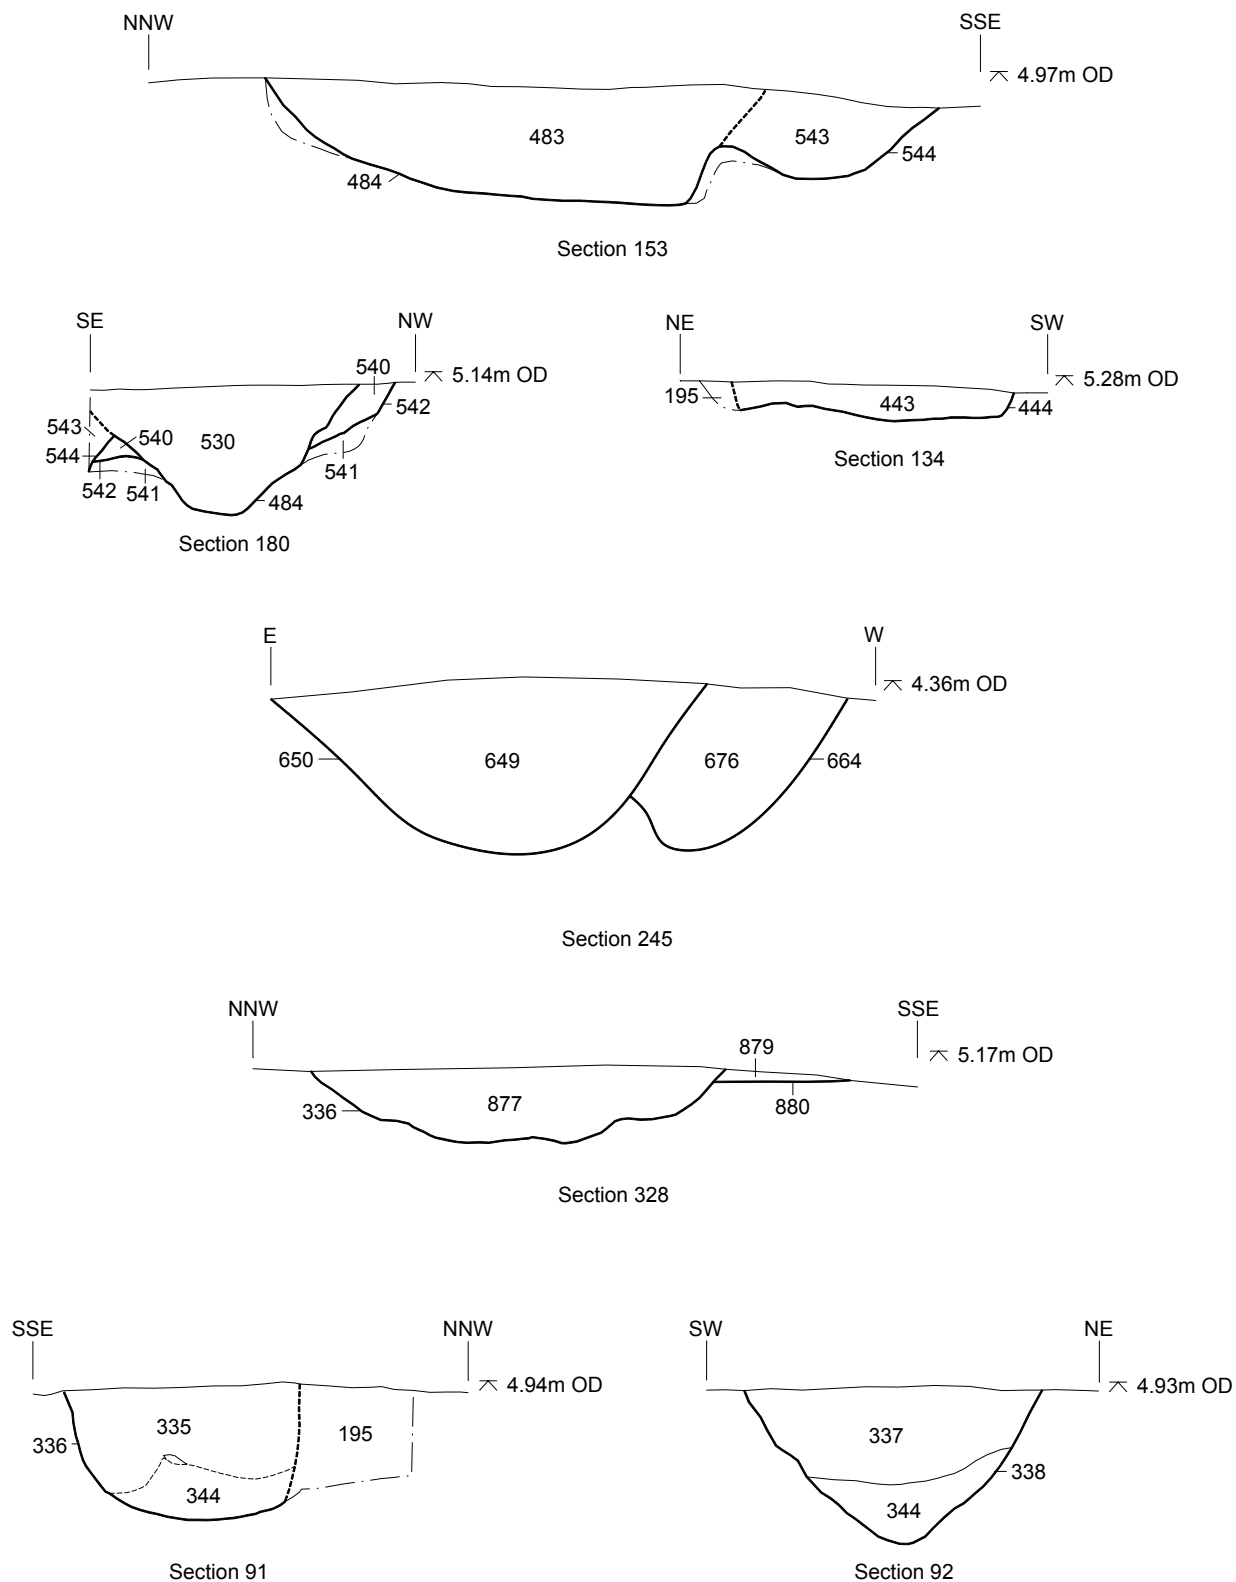 NNW SSE
4.97m OD
483 543
544
484
Section 153
SE NW
540 5.14m OD
542
543 540 530
544
541
542 541 484
Section 180
NE SW
5.28m OD
195 443 444
Section 134
E W
4.36m OD
650 649 676 664
Section 245
NNW SSE
879 5.17m OD
336 877 880
Section 328
SSE NNW
4.94m OD
335 195
336
344
Section 91
SW NE
4.93m OD
337
338
344
Section 92